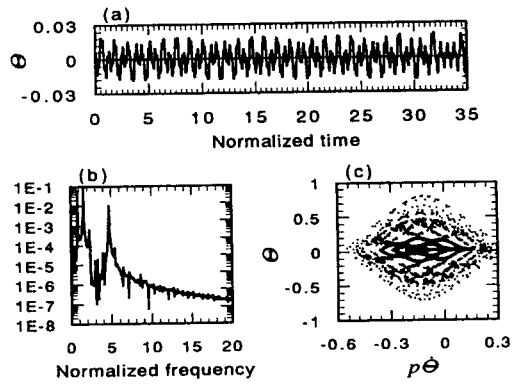 (a)
0.03
0
-0.03
Θ
0 5 10 15 20 25 30 35
Normalized time
(b)
1E-1
1E-2
1E-3
1E-4
1E-5
1E-6
1E-7
1E-8
0 5 10 15 20
Normalized frequency
(c)
1
0.5
0
-0.5
-1
Θ
-0.6 -0.3 0 0.3
pΘ̇